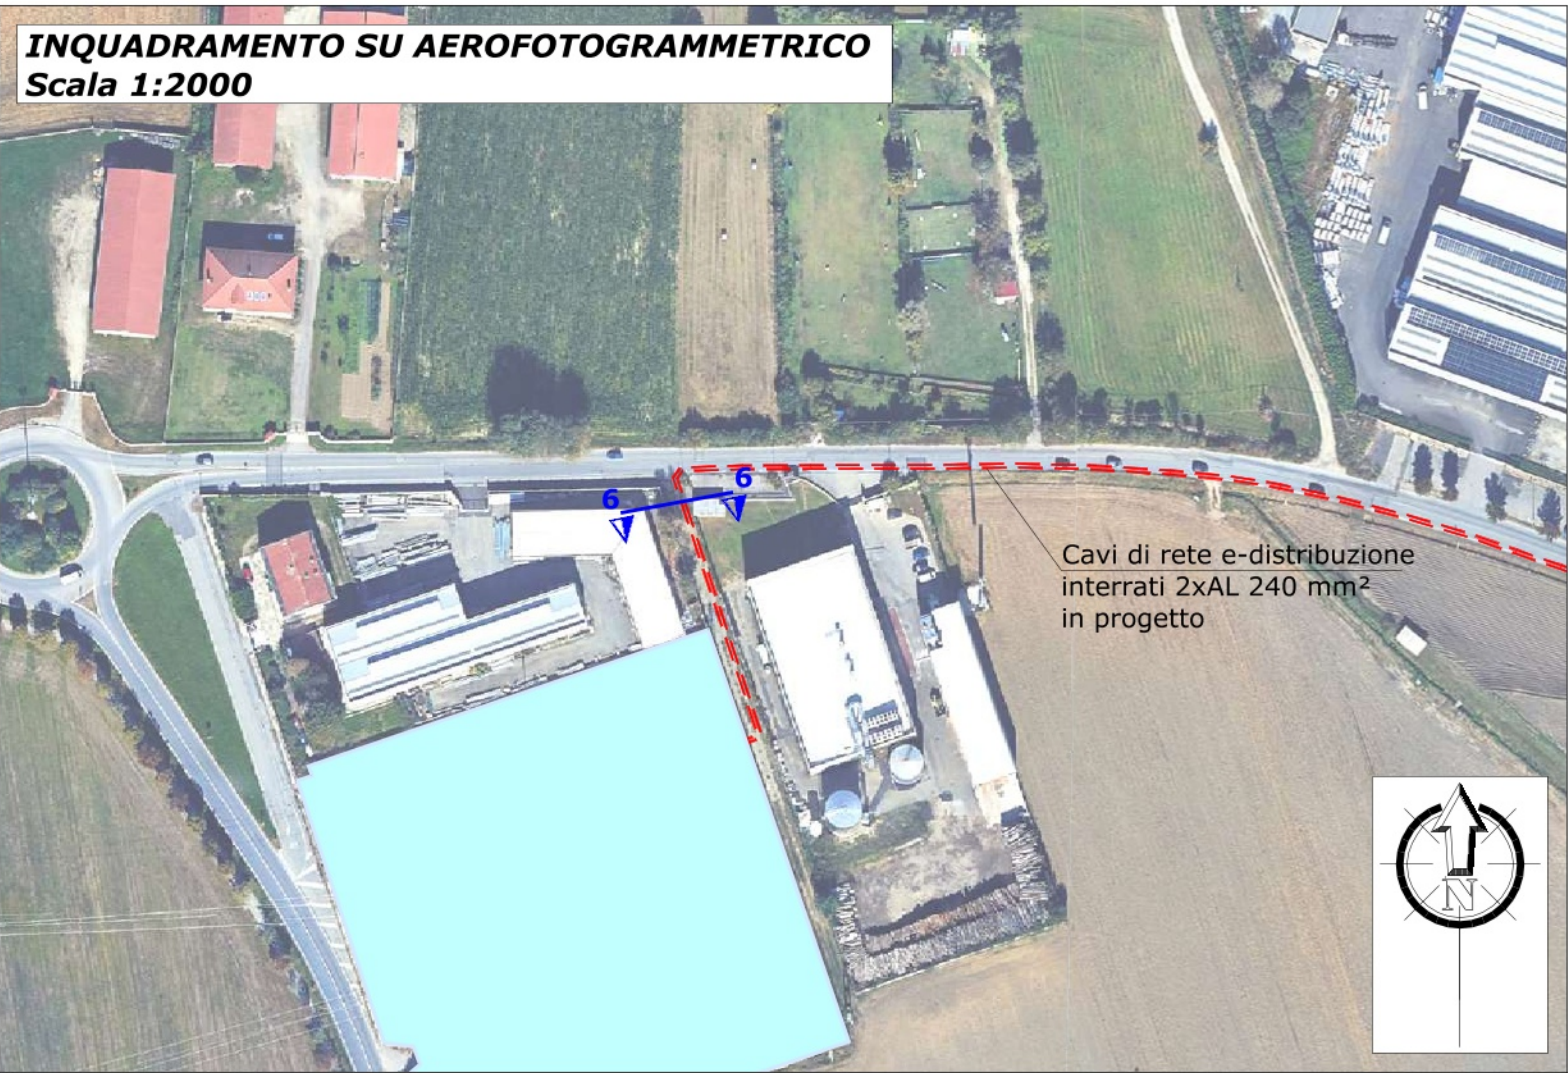 INQUADRAMENTO SU AEROFOTOGRAMMETRICO
Scala 1:2000
6
6
Cavi di rete e-distribuzione
interrati 2xAL 240 mm²
in progetto
N